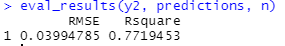 > eval_results(y2, predictions, n)
RMSE Rsquare
1 0.03994785 0.7719453